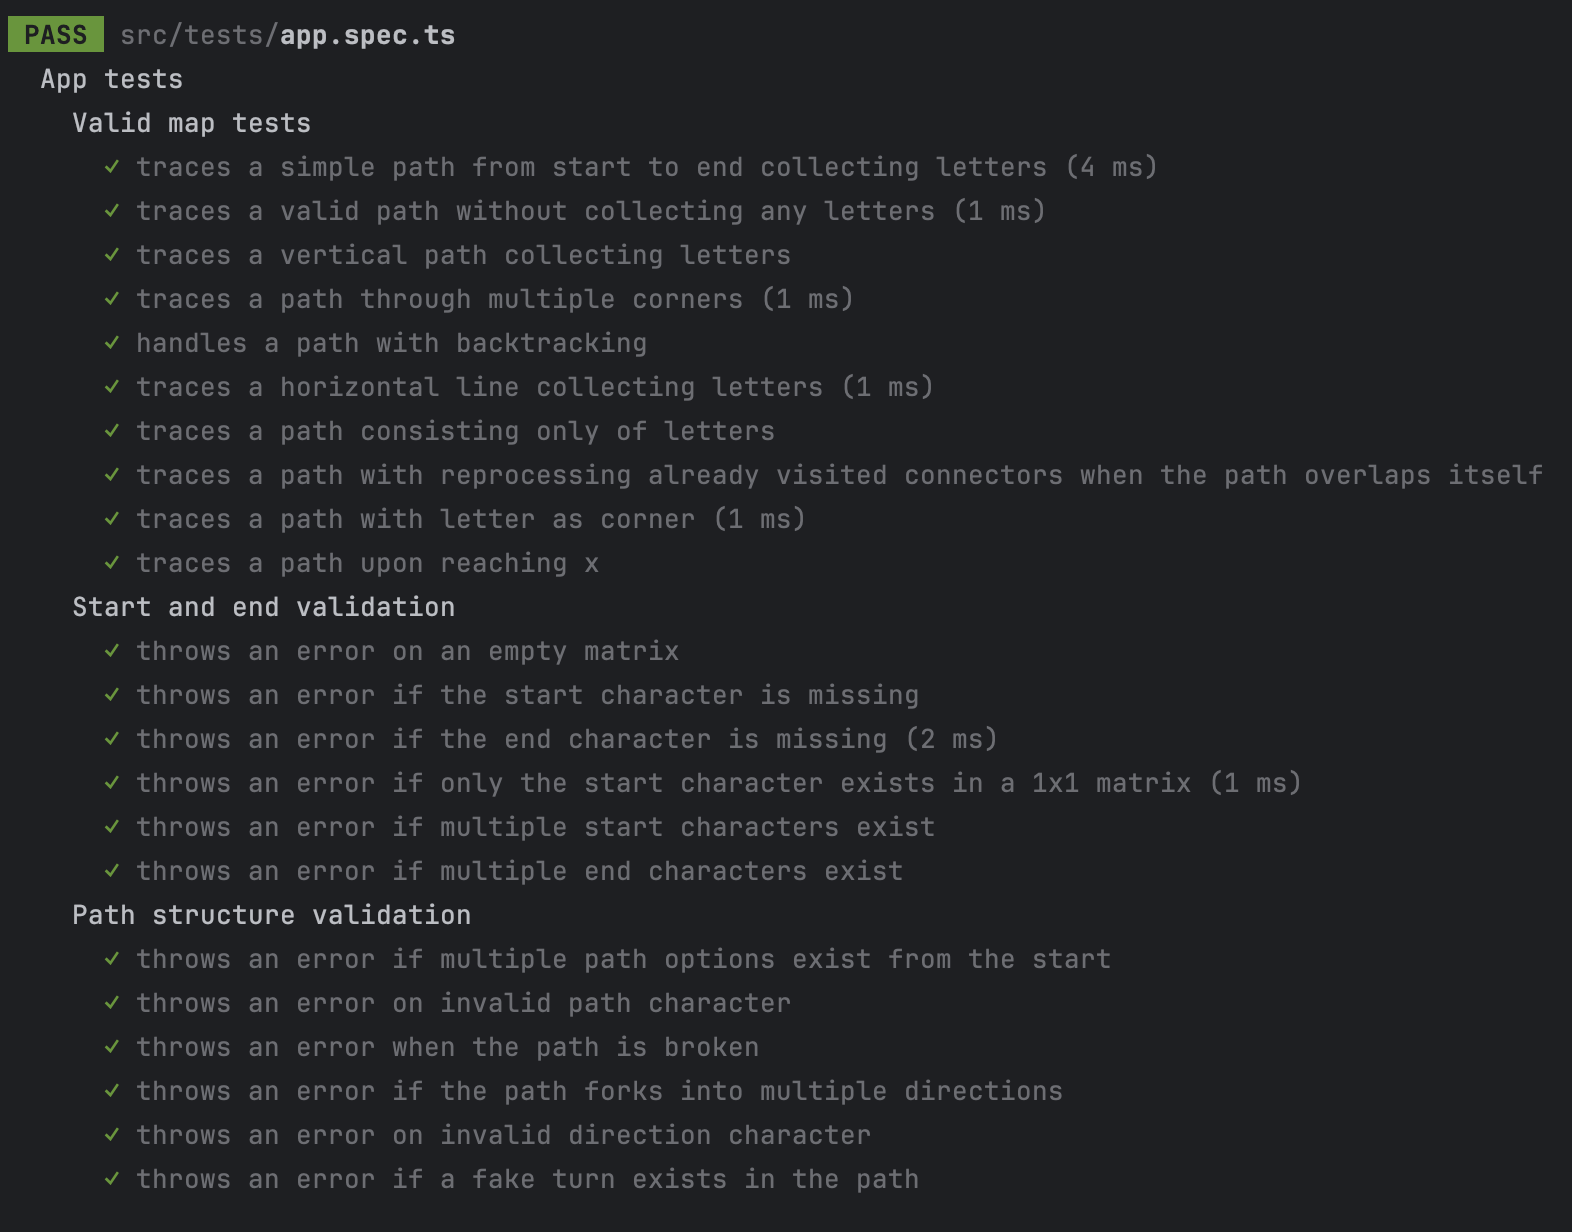 PASS src/tests/app.spec.ts
App tests
Valid map tests
✓ traces a simple path from start to end collecting letters (4 ms)
✓ traces a valid path without collecting any letters (1 ms)
✓ traces a vertical path collecting letters
✓ traces a path through multiple corners (1 ms)
✓ handles a path with backtracking
✓ traces a horizontal line collecting letters (1 ms)
✓ traces a path consisting only of letters
✓ traces a path with reprocessing already visited connectors when the path overlaps itself
✓ traces a path with letter as corner (1 ms)
✓ traces a path upon reaching x
Start and end validation
✓ throws an error on an empty matrix
✓ throws an error if the start character is missing
✓ throws an error if the end character is missing (2 ms)
✓ throws an error if only the start character exists in a 1x1 matrix (1 ms)
✓ throws an error if multiple start characters exist
✓ throws an error if multiple end characters exist
Path structure validation
✓ throws an error if multiple path options exist from the start
✓ throws an error on invalid path character
✓ throws an error when the path is broken
✓ throws an error if the path forks into multiple directions
✓ throws an error on invalid direction character
✓ throws an error if a fake turn exists in the path